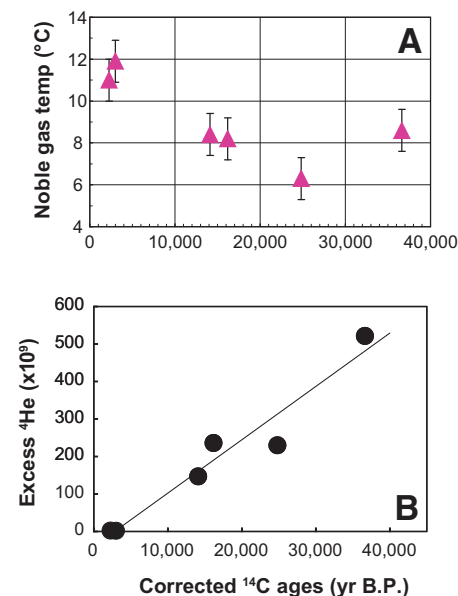 A
Noble gas temp (°C)
14
12
10
8
6
4
0 10,000 20,000 30,000 40,000
600
500
400
300
200
100
0
Excess ⁴He (x10⁹)
B
0 10,000 20,000 30,000 40,000
Corrected ¹⁴C ages (yr B.P.)